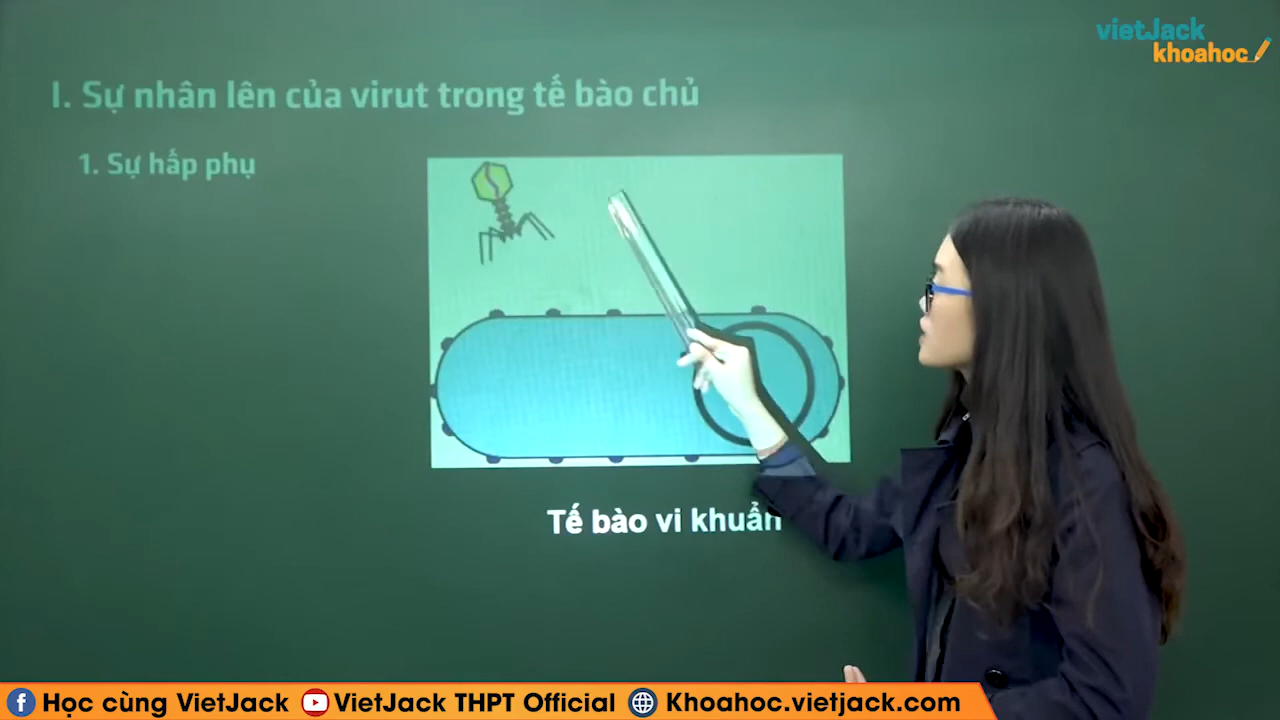 vietJack
khoahoc
I. Sự nhân lên của virut trong tế bào chủ
1. Sự hấp phụ
Tế bào vi khuẩn
Học cùng VietJack VietJack THPT Official Khoahoc.vietjack.com